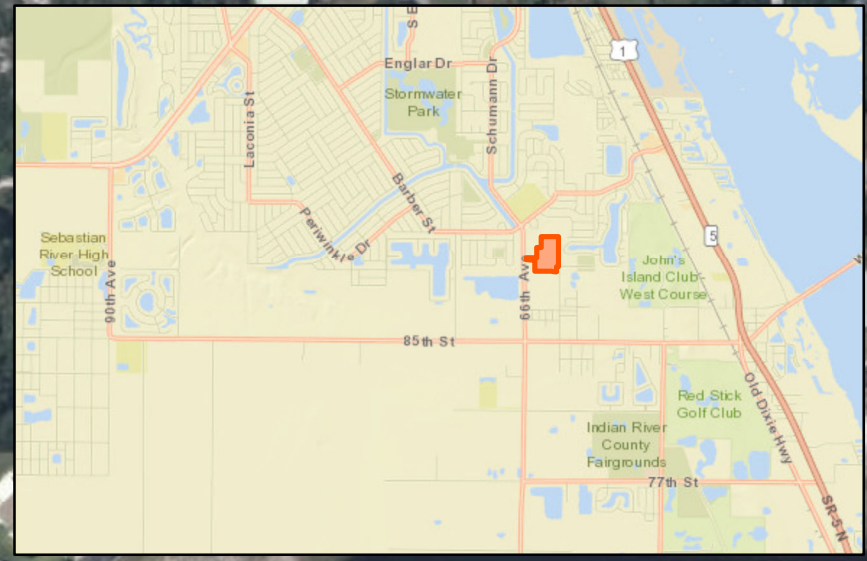 S E
1
Englar Dr
Stormwater
Park
Schumann Dr
Laconia St
Barber St
Periwinkle Dr
5
Sebastian
River High
School
90th Ave
66th Ave
John's
Island Club
West Course
85th St
Old Dixie Hwy
Red Stick
Golf Club
Indian River
County
Fairgrounds
77th St
SR-5 N